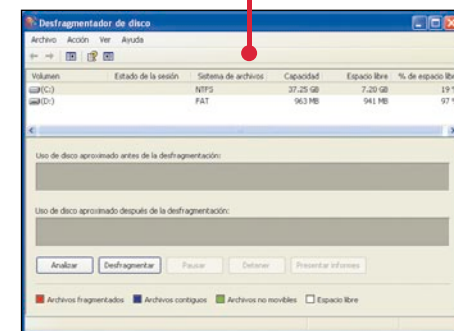 Desfragmentador de disco
Archivo Acción Ver Ayuda
Volumen Estado de la sesión Sistema de archivos Capacidad Espacio libre % de espacio lib
(C:) NTFS 37.25 GB 7.20 GB 19 %
(D:) FAT 963 MB 941 MB 97 %
Uso de disco aproximado antes de la desfragmentación:
Uso de disco aproximado después de la desfragmentación:
Analizar Desfragmentar Pausar Detener Presentar informes
Archivos fragmentados Archivos contiguos Archivos no movibles Espacio libre